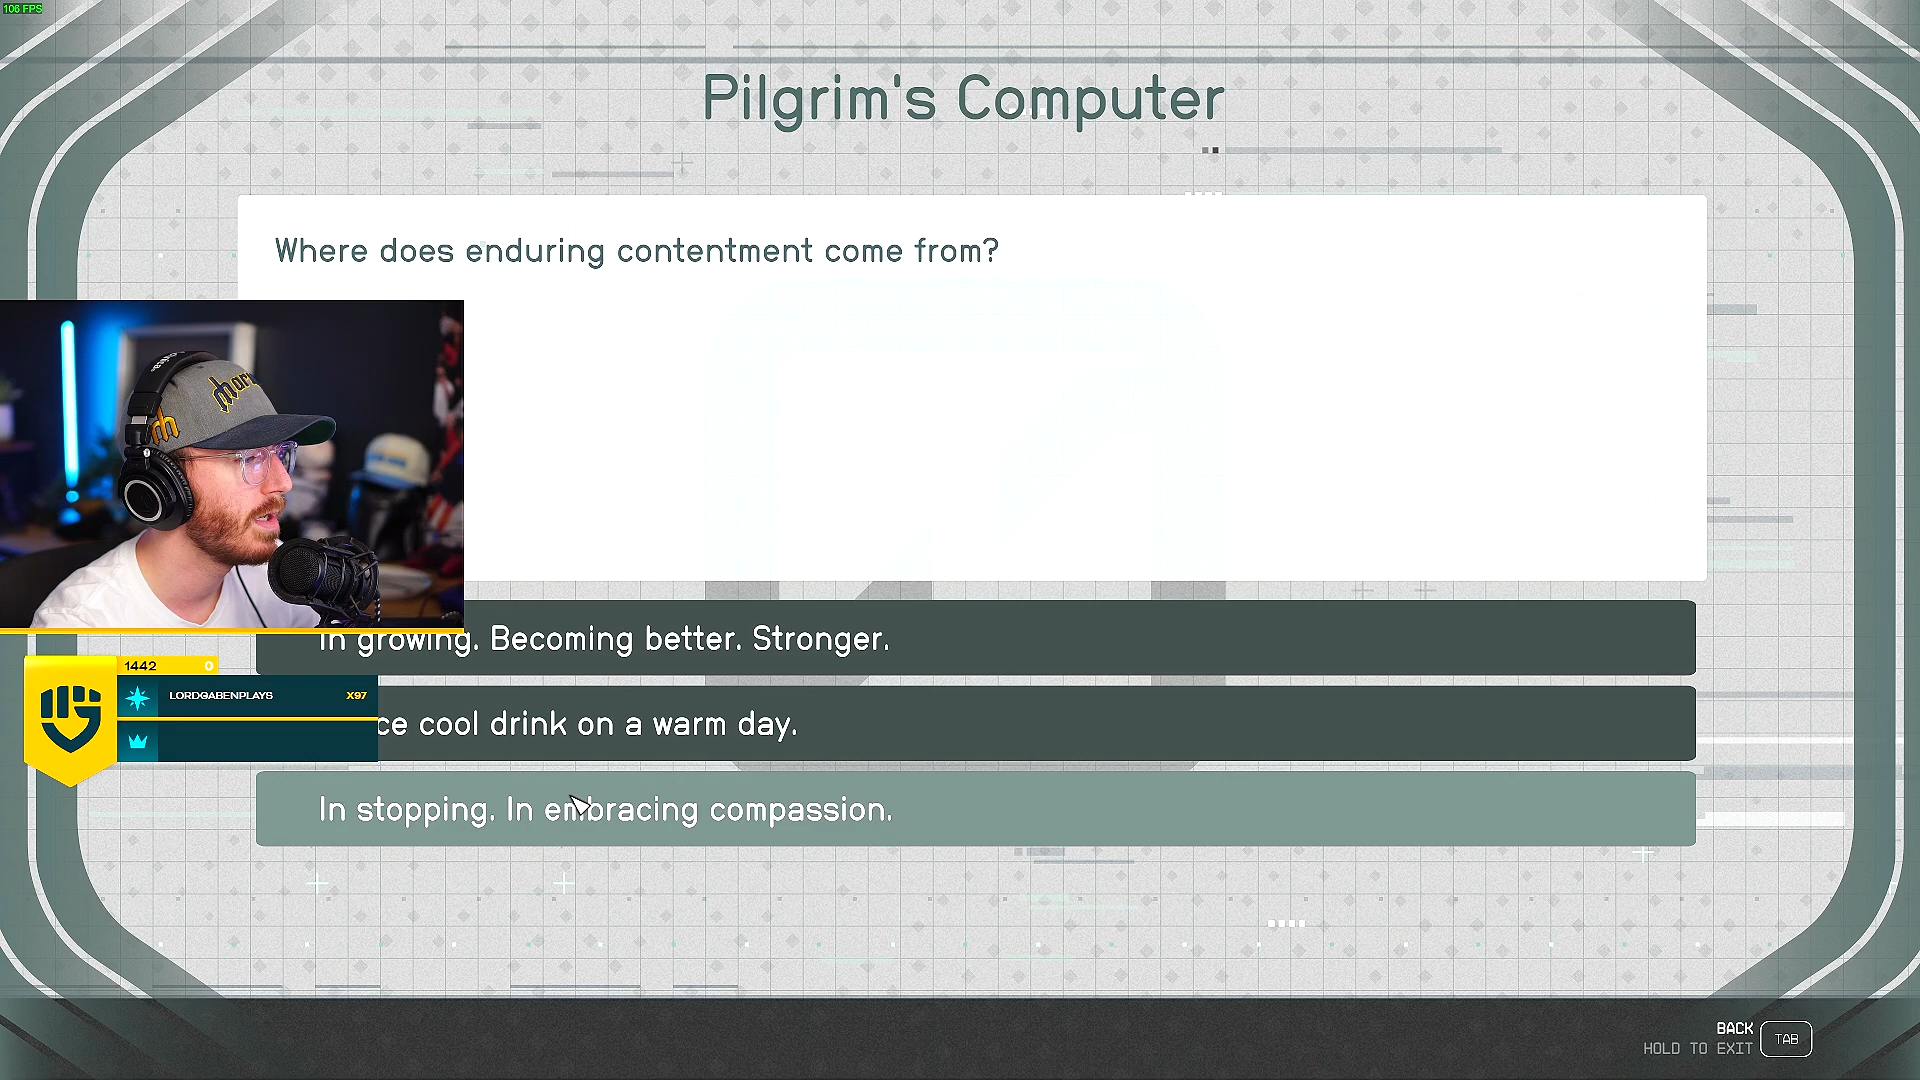 106 FPS
Pilgrim's Computer
Where does enduring contentment come from?
In growing. Becoming better. Stronger.
1442 0
LORDGABENPLAYS X97
cool drink on a warm day.
In stopping. In embracing compassion.
BACK
HOLD TO EXIT TAB